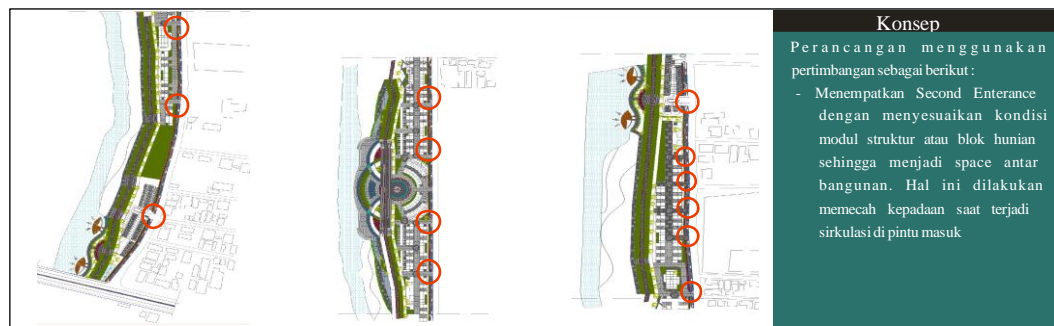 Konsep
Perancangan menggunakan
pertimbangan sebagai berikut :
- Menempatkan Second Enterance
dengan menyesuaikan kondisi
modul struktur atau blok hunian
sehingga menjadi space antar
bangunan. Hal ini dilakukan
memecah kepadaan saat terjadi
sirkulasi di pintu masuk